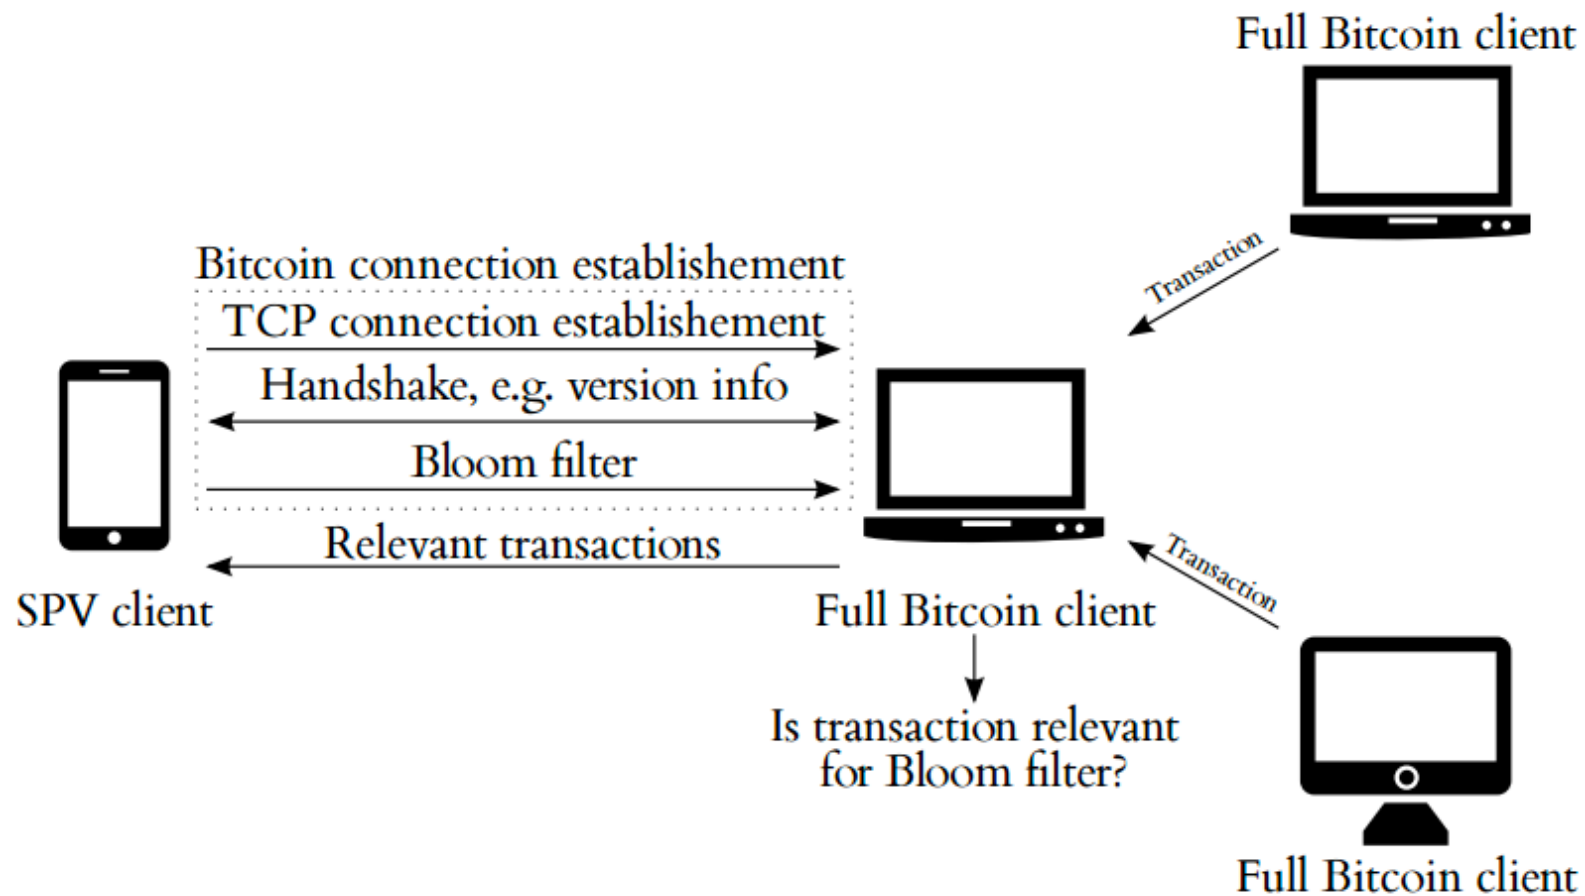 Full Bitcoin client
Transaction
Bitcoin connection establishement
TCP connection establishement
Handshake, e.g. version info
Bloom filter
Relevant transactions
SPV client
Full Bitcoin client
Transaction
Is transaction relevant
for Bloom filter?
Full Bitcoin client